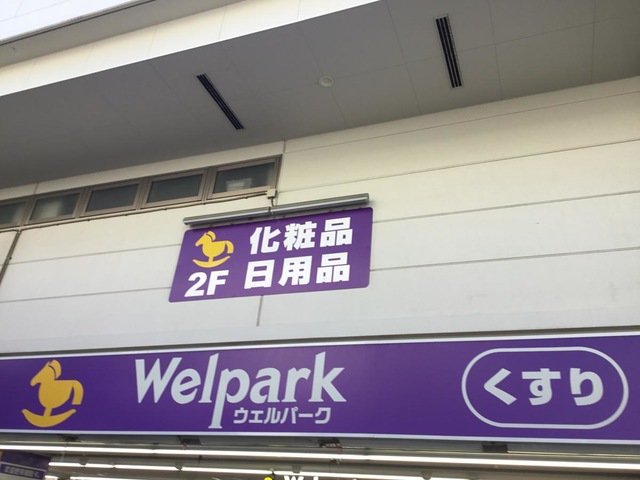 化粧品
2F 日用品
Welpark
ウェルパーク
くすり